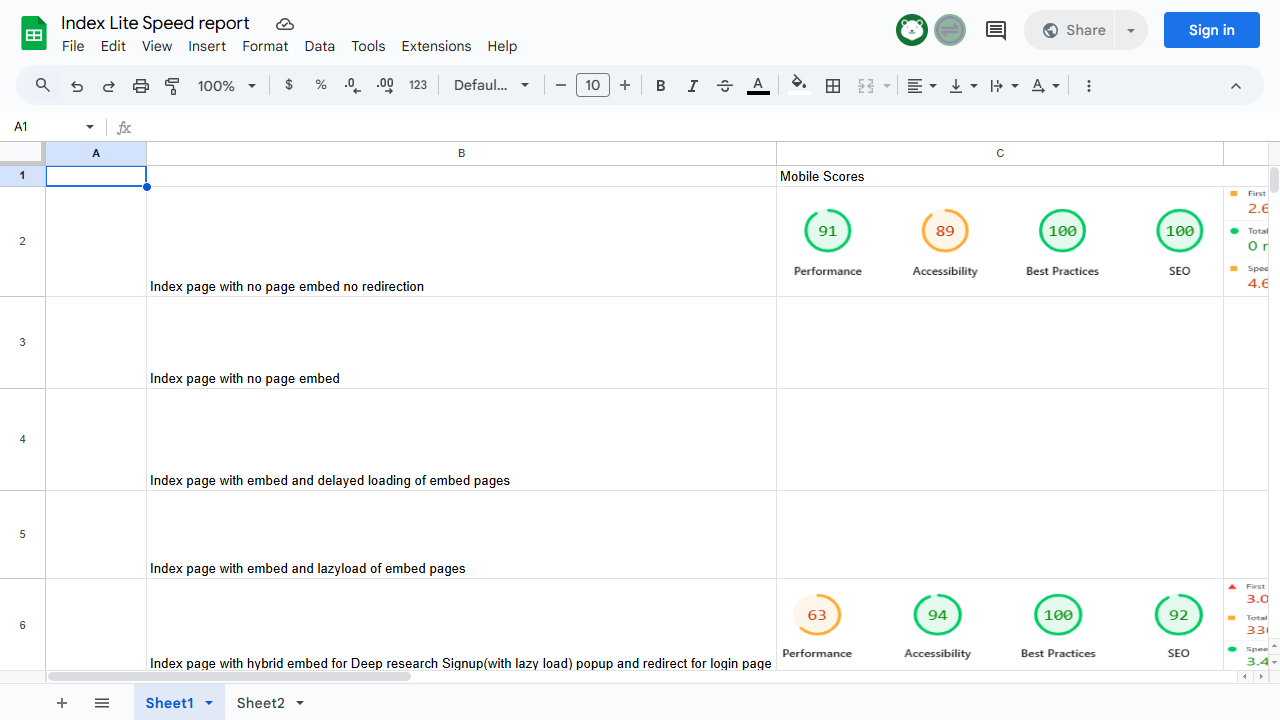 Index Lite Speed report
File Edit View Insert Format Data Tools Extensions Help
Share
Sign in
100% $ % .0 .00 123 Defaul... 10 B I A A
A1 fx
A B C
1 Mobile Scores
2 Index page with no page embed no redirection
91 89 100 100
Performance Accessibility Best Practices SEO
First
2.6
Total
0
Spee
4.6
3 Index page with no page embed
4 Index page with embed and delayed loading of embed pages
5 Index page with embed and lazyload of embed pages
6 Index page with hybrid embed for Deep research Signup(with lazy load) popup and redirect for login page
63 94 100 92
Performance Accessibility Best Practices SEO
First
3.0
Total
33
Spee
3.4
Sheet1 Sheet2